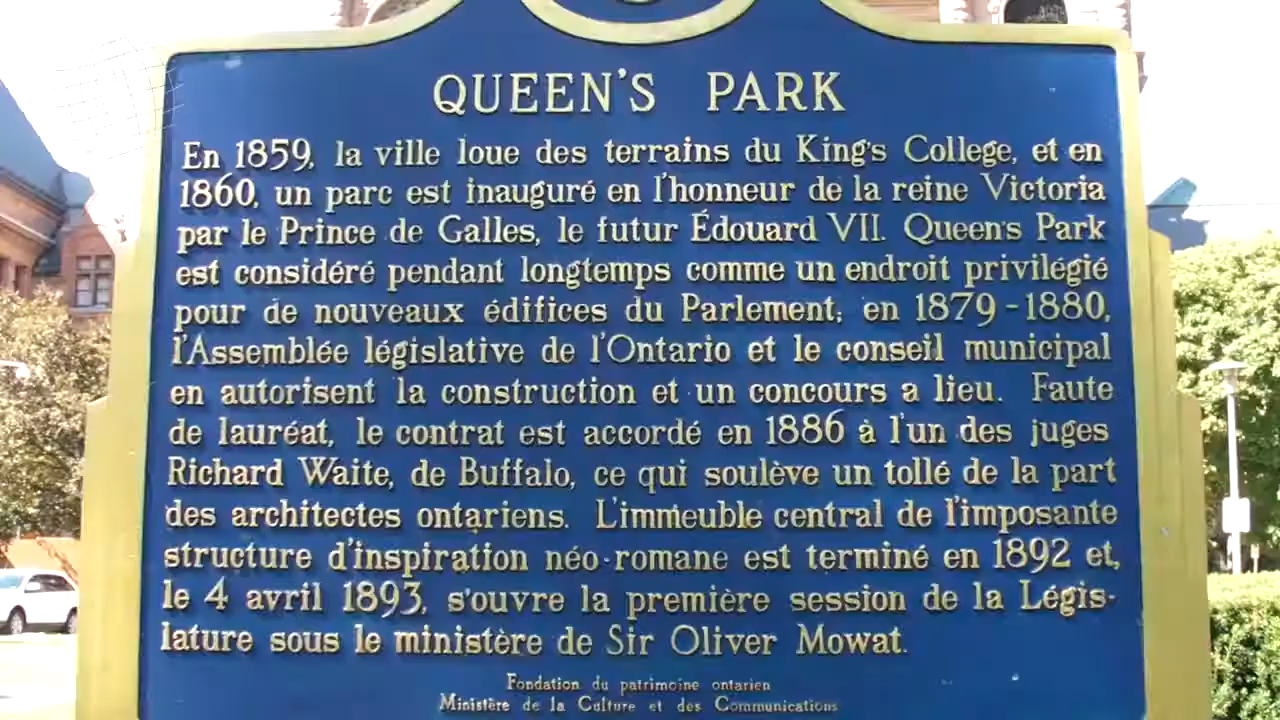 QUEEN'S PARK
En 1859, la ville loue des terrains du King's College, et en
1860, un parc est inauguré en l'honneur de la reine Victoria
par le Prince de Galles, le futur Édouard VII. Queen's Park
est considéré pendant longtemps comme un endroit privilégié
pour de nouveaux édifices du Parlement; en 1879-1880,
l'Assemblée législative de l'Ontario et le conseil municipal
en autorisent la construction et un concours a lieu. Faute
de lauréat, le contrat est accordé en 1886 à l'un des juges
Richard Waite, de Buffalo, ce qui soulève un tollé de la part
des architectes ontariens. L'immeuble central de l'imposante
structure d'inspiration néo-romane est terminé en 1892 et,
le 4 avril 1893, s'ouvre la première session de la Légis-
lature sous le ministère de Sir Oliver Mowat.
Fondation du patrimoine ontarien
Ministère de la Culture et des Communications